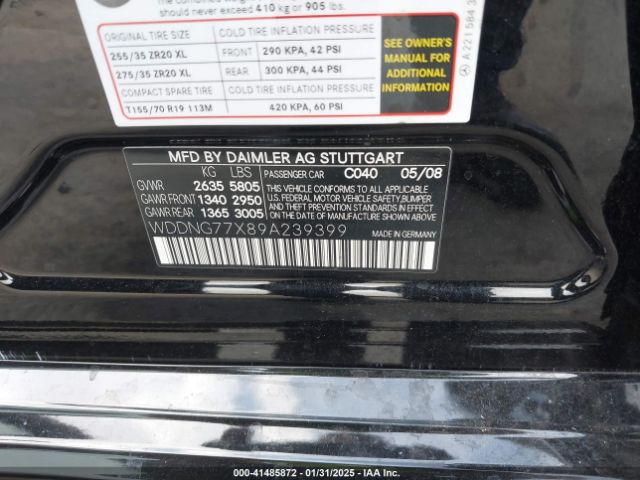 should never exceed 410 kg or 905 lbs.
ORIGINAL TIRE SIZE COLD TIRE INFLATION PRESSURE
255/35 ZR20 XL FRONT 290 KPA, 42 PSI
275/35 ZR20 XL REAR 300 KPA, 44 PSI
COMPACT SPARE TIRE COLD TIRE INFLATION PRESSURE
T155/70 R19 113M 420 KPA, 60 PSI
SEE OWNER'S
MANUAL FOR
ADDITIONAL
INFORMATION
A 221 584 3
MFD BY DAIMLER AG STUTTGART
KG LBS PASSENGER CAR C040 05/08
GVWR 2635 5805
GAWR FRONT 1340 2950
GAWR REAR 1365 3005
THIS VEHICLE CONFORMS TO ALL APPLICABLE
U.S. FEDERAL MOTOR VEHICLE SAFETY,BUMPER
AND THEFT PREVENTION STANDARDS IN EFFECT
ON THE DATE OF MANUFACTURE SHOWN ABOVE.
WDDNG77X89A239399
MADE IN GERMANY
000-41485872 - 01/31/2025 - IAA Inc.